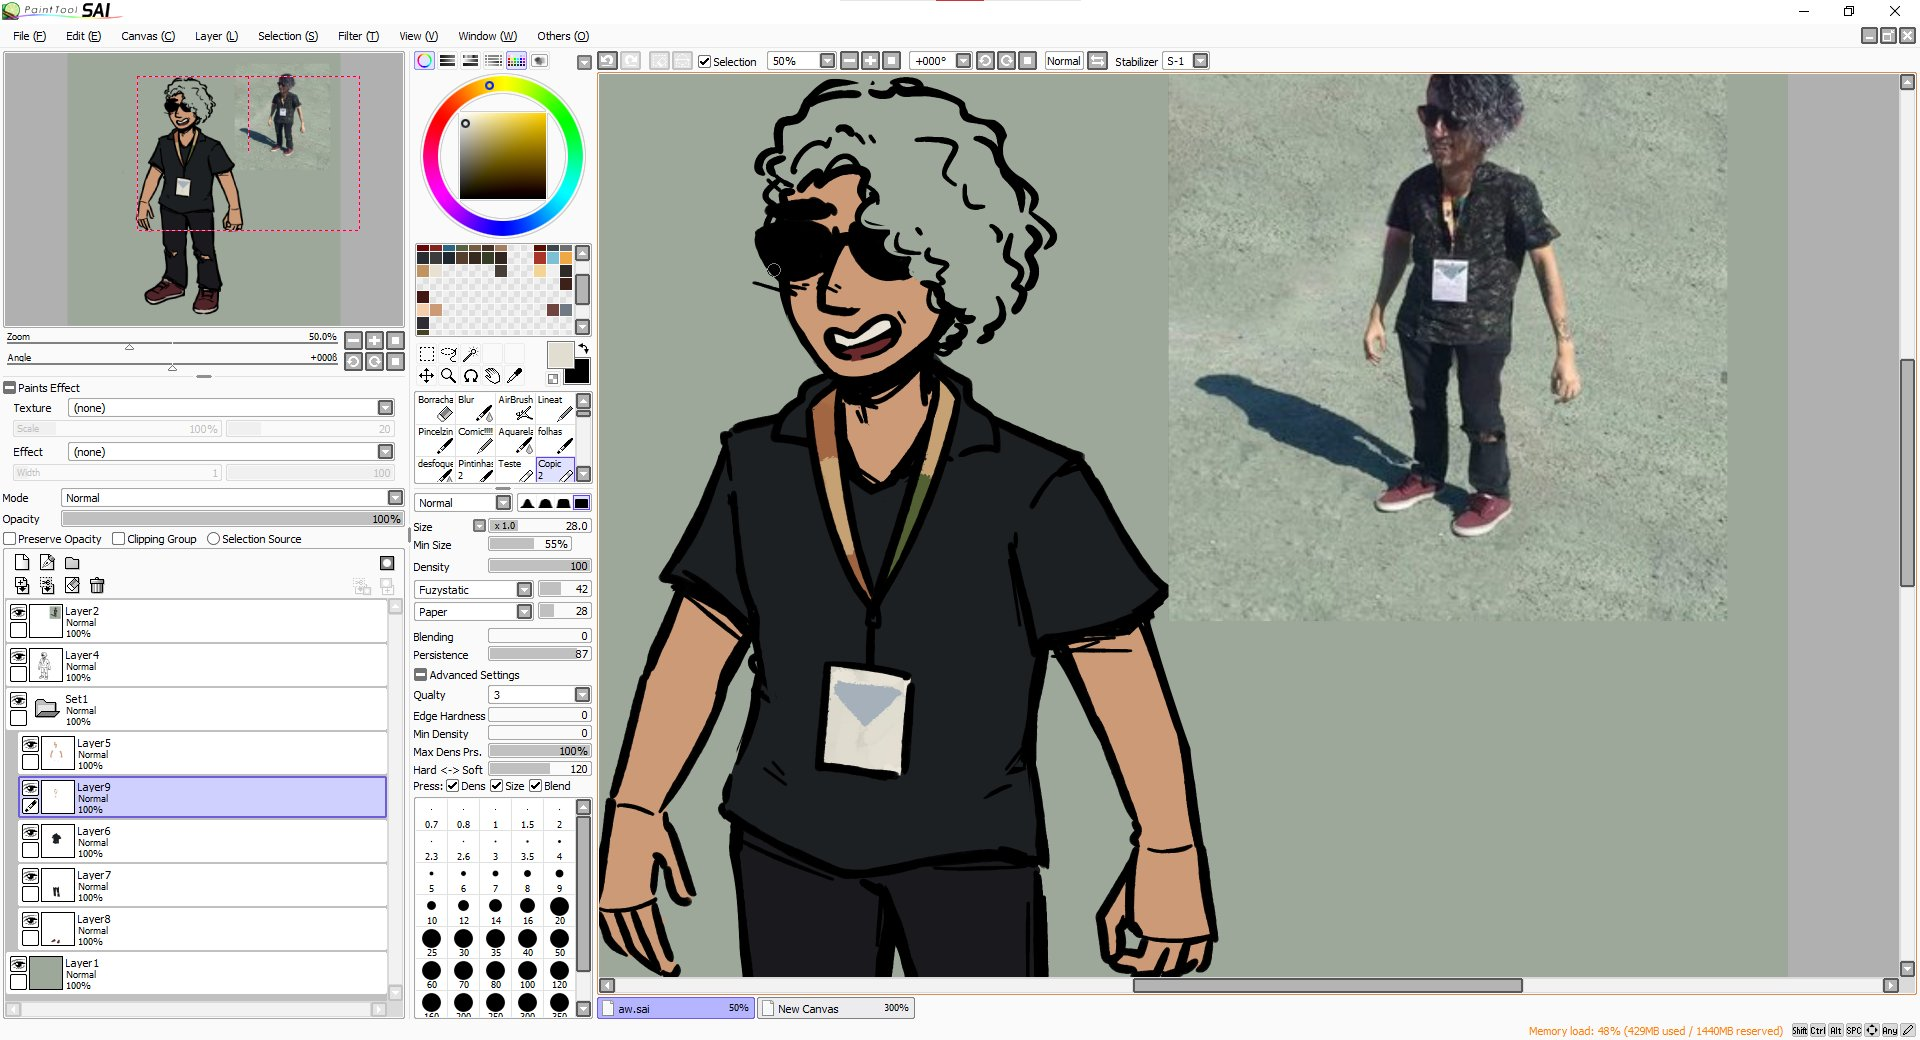 PaintTool SAI
File (F) Edit (E) Canvas (C) Layer (L) Selection (S) Filter (T) View (V) Window (W) Others (O)
Selection 50% +000° Normal Stabilizer S-1
Zoom 50.0%
Angle +000ß
Paints Effect
Texture (none)
Scale 100% 20
Effect (none)
Width 1 100
Mode Normal
Opacity 100%
Preserve Opacity Clipping Group Selection Source
Layer2
Normal
100%
Layer4
Normal
100%
Set1
Normal
100%
Layer5
Normal
100%
Layer9
Normal
100%
Layer6
Normal
100%
Layer7
Normal
100%
Layer8
Normal
100%
Layer1
Normal
100%
Borracha Blur AirBrush Lineat
Pincelzin Comic!!!! Aquarela folhas
desfoque Pintinhas 2 Teste Copic 2
Normal
Size x 1.0 28.0
Min Size 55%
Density 100
Fuzystatic 42
Paper 28
Blending 0
Persistence 87
Advanced Settings
Qualty 3
Edge Hardness 0
Min Density 0
Max Dens Prs. 100%
Hard <-> Soft 120
Press: Dens Size Blend
0.7 0.8 1 1.5 2
2.3 2.6 3 3.5 4
5 6 7 8 9
10 12 14 16 20
25 30 35 40 50
60 70 80 100 120
160 200 250 300 350
aw.sai 50% New Canvas 300%
Memory load: 48% (429MB used / 1440MB reserved) Shift Ctrl Alt SPC Any